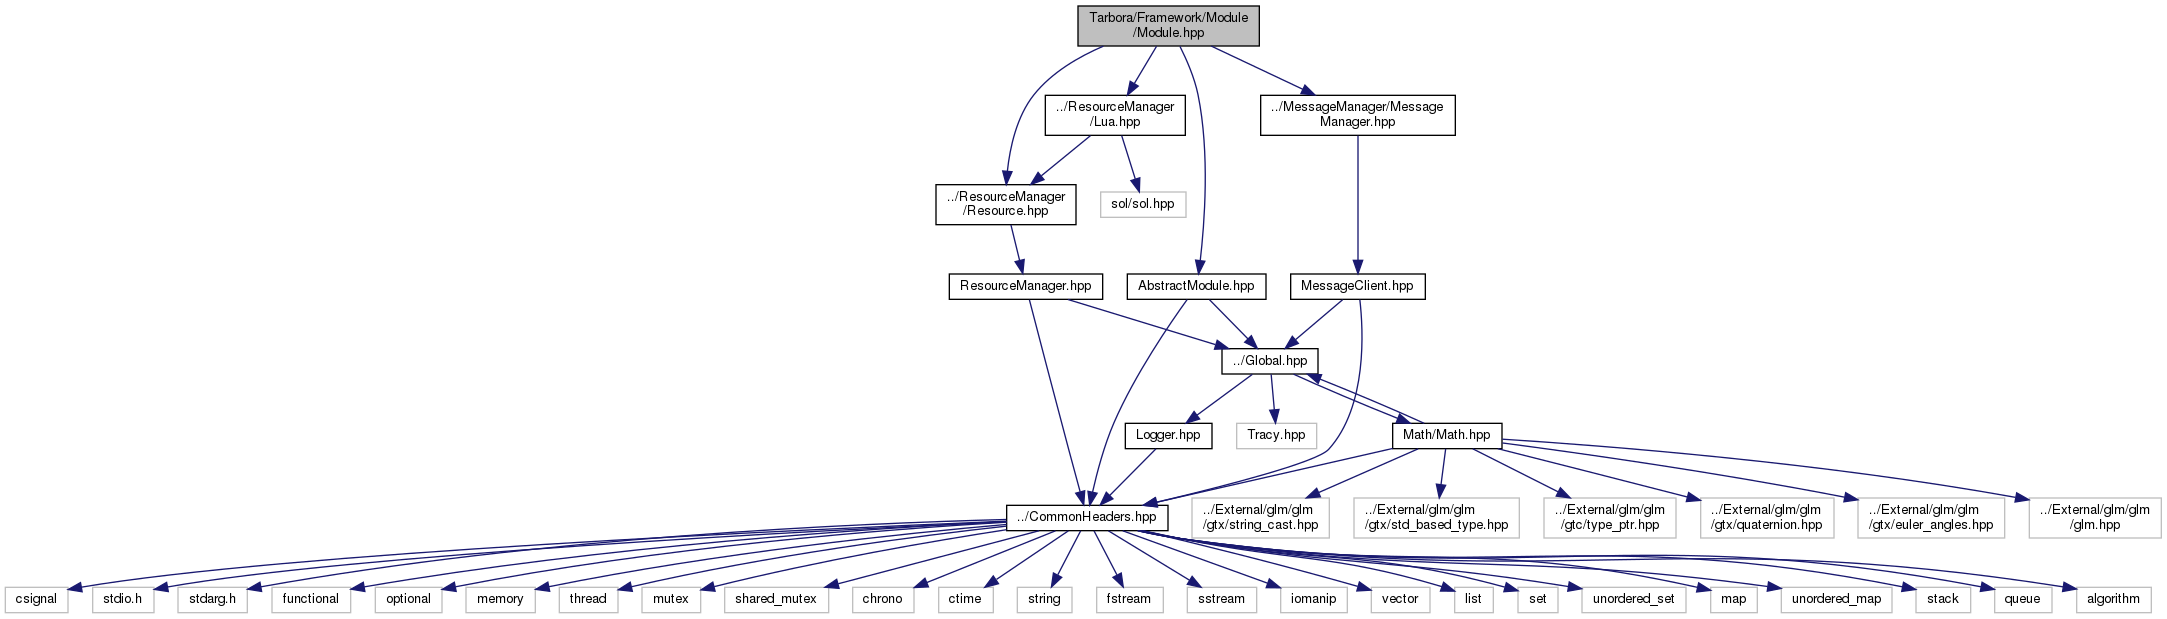 Tarbora/Framework/Module
/Module.hpp
../ResourceManager
/Lua.hpp
../MessageManager/Message
Manager.hpp
../ResourceManager
/Resource.hpp
sol/sol.hpp
ResourceManager.hpp
AbstractModule.hpp
MessageClient.hpp
../Global.hpp
Logger.hpp
Tracy.hpp
Math/Math.hpp
../CommonHeaders.hpp
../External/glm/glm
/gtx/string_cast.hpp
../External/glm/glm
/gtx/std_based_type.hpp
../External/glm/glm
/gtc/type_ptr.hpp
../External/glm/glm
/gtx/quaternion.hpp
../External/glm/glm
/gtx/euler_angles.hpp
../External/glm/glm
/glm.hpp
csignal
stdio.h
stdarg.h
functional
optional
memory
thread
mutex
shared_mutex
chrono
ctime
string
fstream
sstream
iomanip
vector
list
set
unordered_set
map
unordered_map
stack
queue
algorithm